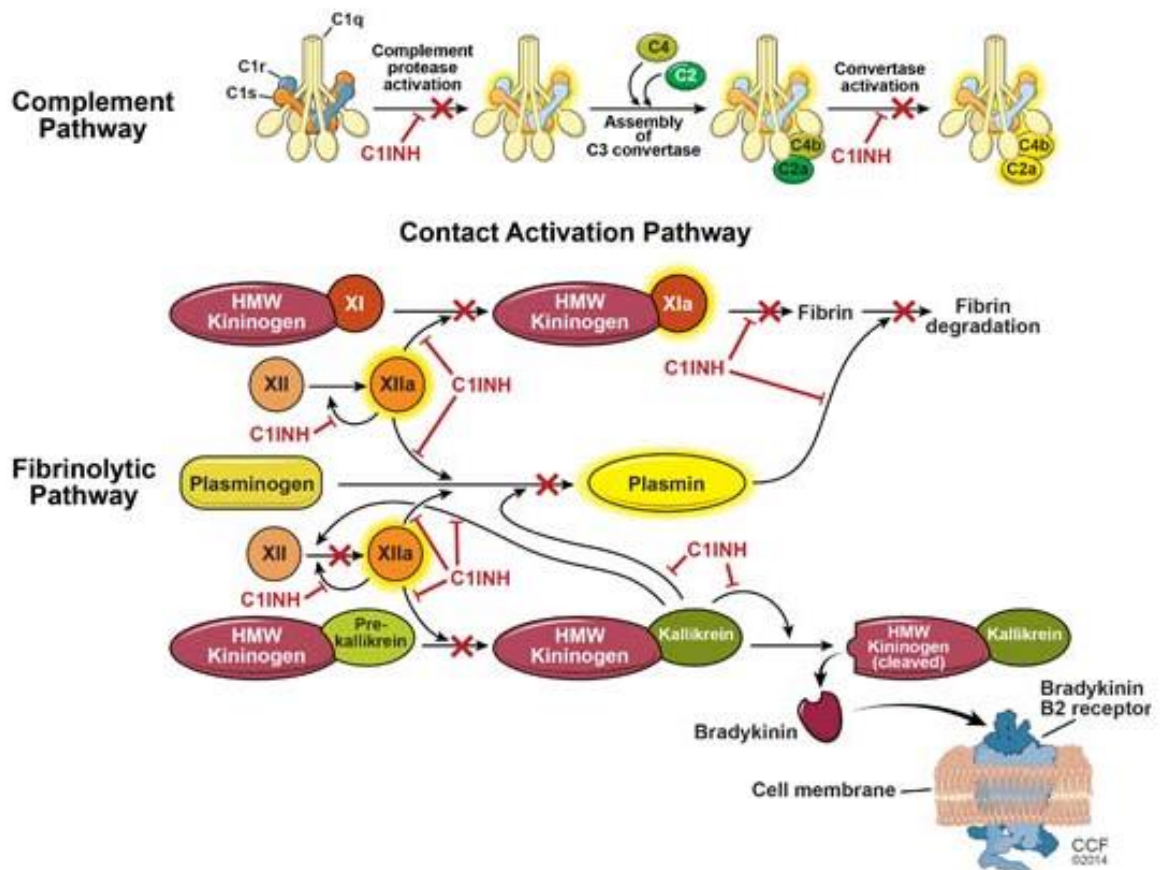 C1q
C1r
C1s
Complement
Pathway
Complement
protease
activation
C1INH
C4
C2
Assembly
of
C3 convertase
C4b
C2a
Convertase
activation
C1INH
C4b
C2a
Contact Activation Pathway
HMW
Kininogen
XI
HMW
Kininogen
XIa
Fibrin
Fibrin
degradation
XII
XIIa
C1INH
C1INH
C1INH
Fibrinolytic
Pathway
Plasminogen
Plasmin
XII
XIIa
C1INH
C1INH
C1INH
HMW
Kininogen
Pre-
kallikrein
HMW
Kininogen
Kallikrein
HMW
Kininogen
(cleaved)
Kallikrein
Bradykinin
Bradykinin
B2 receptor
Cell membrane
CCF
©2014